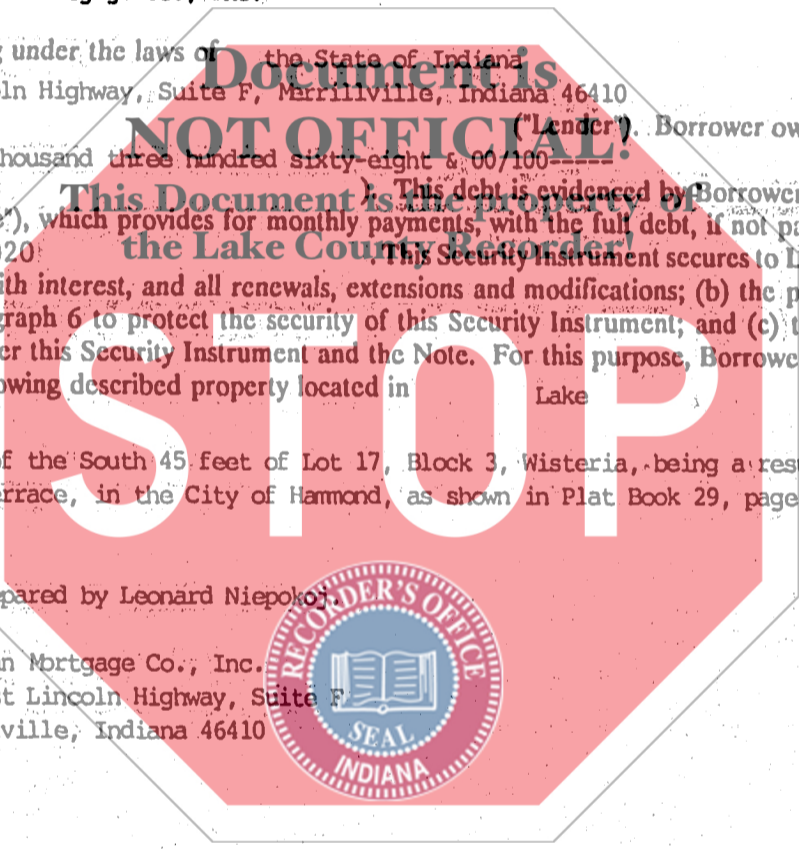 under the laws of the State of Indiana
Document is
ln Highway, Suite F, Merrillville, Indiana 46410
NOT OFFICIAL!
("Lender"). Borrower ow
housand three hundred sixty-eight & 00/100-----
This Document is the property of
). This debt is evidenced by Borrower
"), which provides for monthly payments, with the full debt, if not pa
the Lake County Recorder!
020 . This Security Instrument secures to L
ith interest, and all renewals, extensions and modifications; (b) the p
raph 6 to protect the security of this Security Instrument; and (c) t
er this Security Instrument and the Note. For this purpose, Borrowe
owing described property located in Lake
STOP
f the South 45 feet of Lot 17, Block 3, Wisteria, being a res
errace, in the City of Hammond, as shown in Plat Book 29, page
pared by Leonard Niepokoj.
RECORDER'S OFFICE
n Mortgage Co., Inc.
t Lincoln Highway, Suite F
ville, Indiana 46410
SEAL
INDIANA